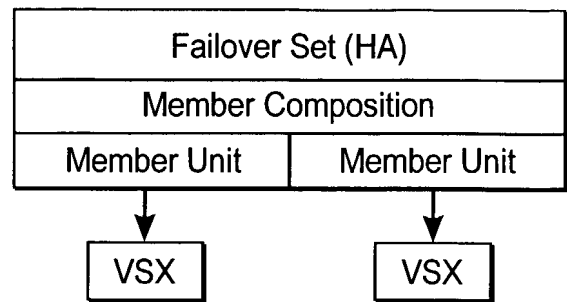 Failover Set (HA)
Member Composition
Member Unit Member Unit
VSX VSX